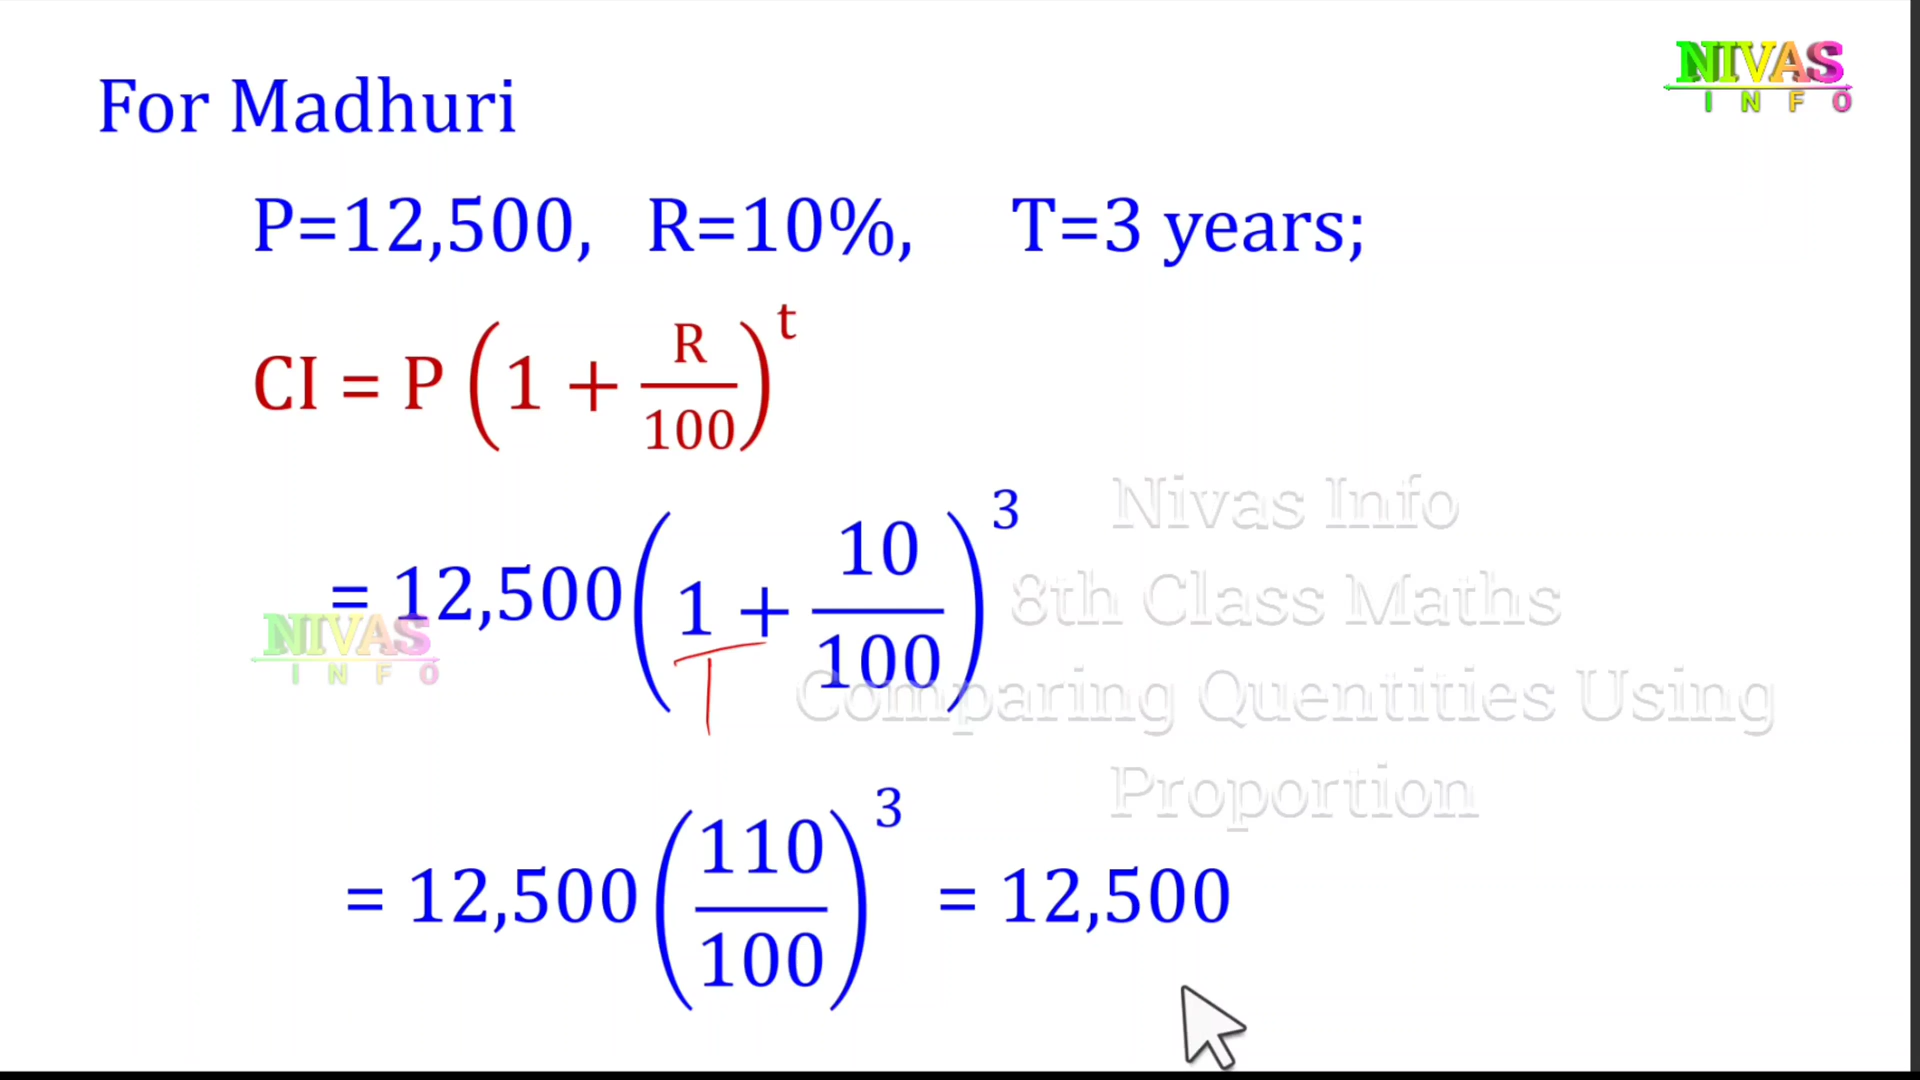 NIVAS
INFO
For Madhuri
P=12,500, R=10%, T=3 years;
CI = P (1 + R/100)^t
= 12,500 (1 + 10/100)^3
1
NIVAS
INFO
Nivas Info
8th Class Maths
Comparing Quentities Using
Proportion
= 12,500 (110/100)^3 = 12,500